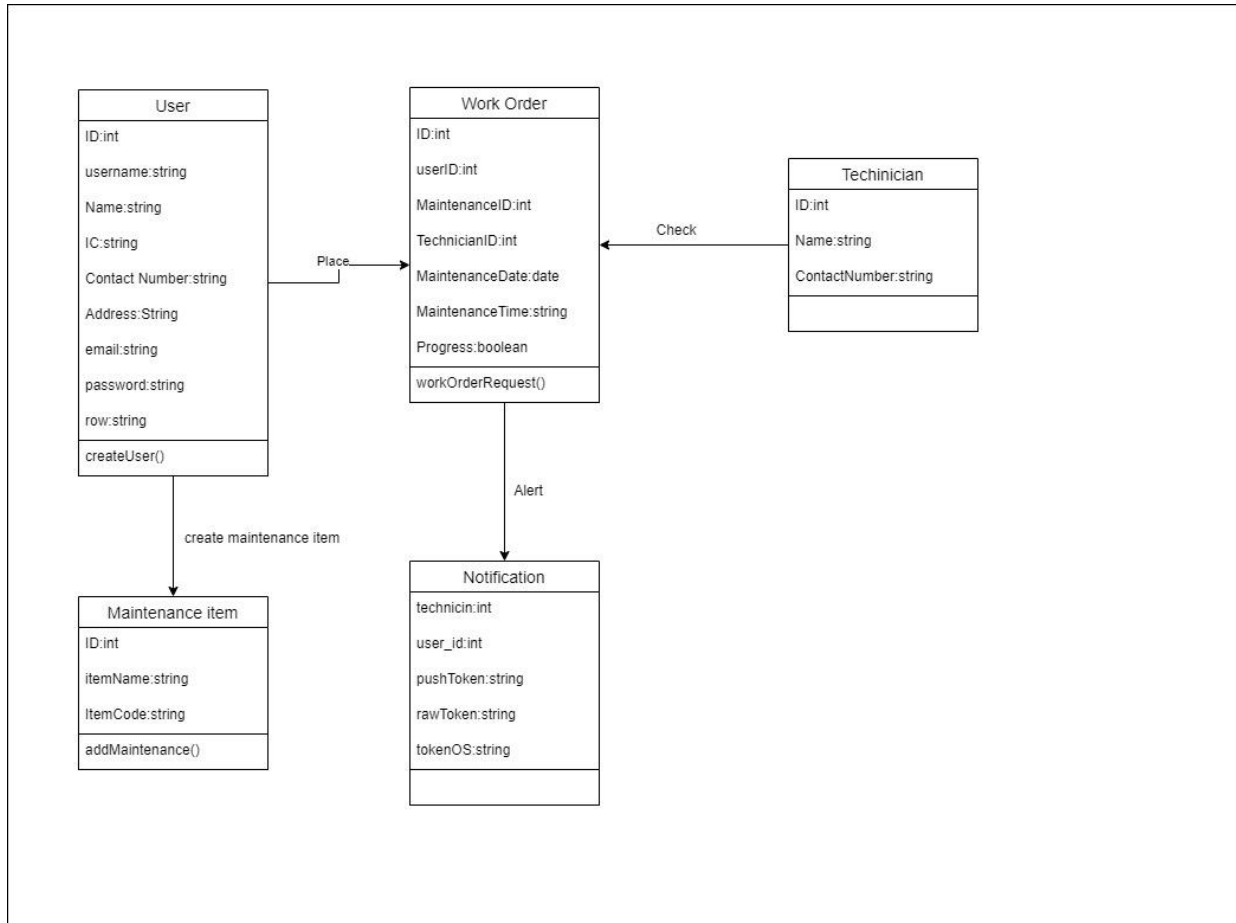 User
ID:int
username:string
Name:string
IC:string
Contact Number:string
Address:String
email:string
password:string
row:string
createUser()
Place
Work Order
ID:int
userID:int
MaintenanceID:int
TechnicianID:int
MaintenanceDate:date
MaintenanceTime:string
Progress:boolean
workOrderRequest()
Check
Techinician
ID:int
Name:string
ContactNumber:string
create maintenance item
Alert
Maintenance item
ID:int
itemName:string
ItemCode:string
addMaintenance()
Notification
technicin:int
user_id:int
pushToken:string
rawToken:string
tokenOS:string